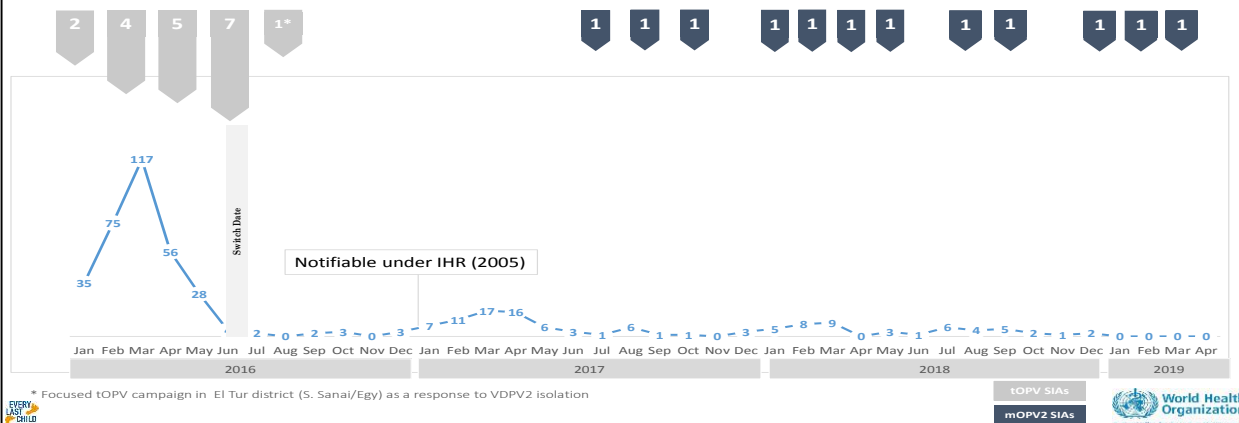 2 4 5 7 1* 1 1 1 1 1 1 1 1 1 1 1 1
117
75
56
35
28
Switch Date
Notifiable under IHR (2005)
2 0 2 3 0 3 7 11 17 16 6 3 1 6 1 1 0 3 5 8 9 0 3 1 6 4 5 2 1 2 0 0 0 0
Jan Feb Mar Apr May Jun Jul Aug Sep Oct Nov Dec Jan Feb Mar Apr May Jun Jul Aug Sep Oct Nov Dec Jan Feb Mar Apr May Jun Jul Aug Sep Oct Nov Dec Jan Feb Mar Apr
2016 2017 2018 2019
* Focused tOPV campaign in El Tur district (S. Sanai/Egy) as a response to VDPV2 isolation
tOPV SIAs
mOPV2 SIAs
EVERY
LAST
CHILD
World Health
Organization